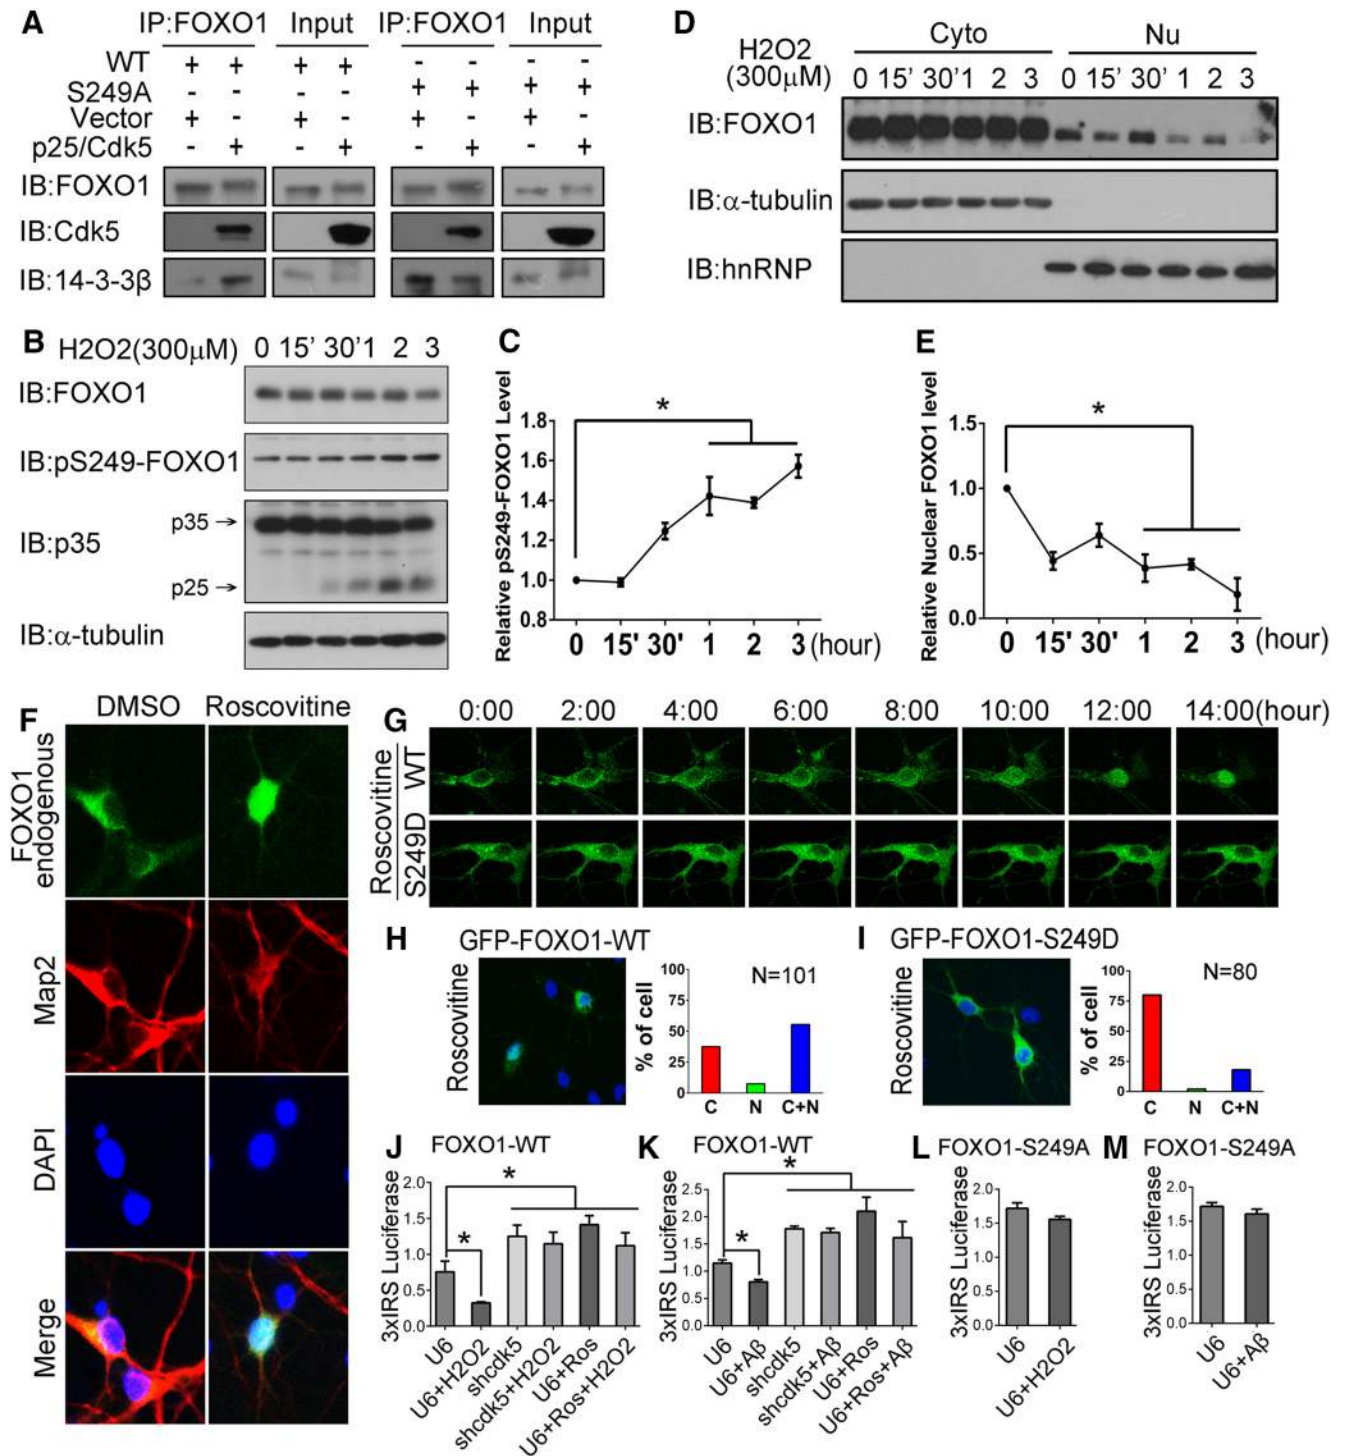 A
IP:FOXO1 Input IP:FOXO1 Input
WT + + + + - - - -
S249A - - - - + + + +
Vector + - + - + - + -
p25/Cdk5 - + - + - + - +
IB:FOXO1
IB:Cdk5
IB:14-3-3β
D
H2O2 (300μM)
Cyto Nu
0 15' 30' 1 2 3 0 15' 30' 1 2 3
IB:FOXO1
IB:α-tubulin
IB:hnRNP
B
H2O2(300μM) 0 15' 30' 1 2 3
IB:FOXO1
IB:pS249-FOXO1
IB:p35
p35 →
p25 →
IB:α-tubulin
C
Relative pS249-FOXO1 Level
1.8
1.6
1.4
1.2
1.0
0.8
*
0 15' 30' 1 2 3 (hour)
E
Relative Nuclear FOXO1 level
1.5
1.0
0.5
0.0
*
0 15' 30' 1 2 3 (hour)
F
DMSO Roscovitine
FOXO1 endogenous
Map2
DAPI
Merge
G
0:00 2:00 4:00 6:00 8:00 10:00 12:00 14:00(hour)
Roscovitine
WT
S249D
H
GFP-FOXO1-WT
Roscovitine
% of cell
100
75
50
25
0
N=101
C N C+N
I
GFP-FOXO1-S249D
Roscovitine
% of cell
100
75
50
25
0
N=80
C N C+N
J
FOXO1-WT
3xIRS Luciferase
2.0
1.5
1.0
0.5
0.0
*
*
U6
U6+H2O2
shcdk5
shcdk5+H2O2
U6+Ros
U6+Ros+H2O2
K
FOXO1-WT
3xIRS Luciferase
2.5
2.0
1.5
1.0
0.5
0.0
*
*
U6
U6+Aβ
shcdk5
shcdk5+Aβ
U6+Ros
U6+Ros+Aβ
L
FOXO1-S249A
3xIRS Luciferase
2.0
1.5
1.0
0.5
0.0
U6
U6+H2O2
M
FOXO1-S249A
3xIRS Luciferase
2.0
1.5
1.0
0.5
0.0
U6
U6+Aβ